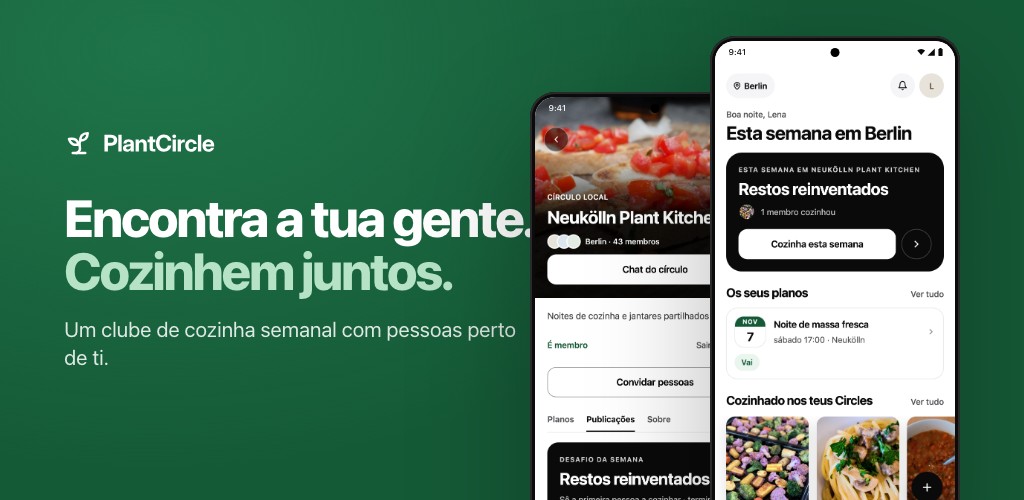 PlantCircle
Encontra a tua gente.
Cozinhem juntos.
Um clube de cozinha semanal com pessoas perto
de ti.
9:41
CÍRCULO LOCAL
Neukölln Plant Kitche
Berlin · 43 membros
Chat do círculo
Noites de cozinha e jantares partilhados
É membro
Sair
Convidar pessoas
Planos
Publicações
Sobre
DESAFIO DA SEMANA
Restos reinventados
9:41
Berlin
L
Boa noite, Lena
Esta semana em Berlin
ESTA SEMANA EM NEUKÖLLN PLANT KITCHEN
Restos reinventados
1 membro cozinhou
Cozinha esta semana
Os seus planos
Ver tudo
NOV
7
Noite de massa fresca
sábado 17:00 · Neukölln
Vai
Cozinhado nos teus Circles
Ver tudo